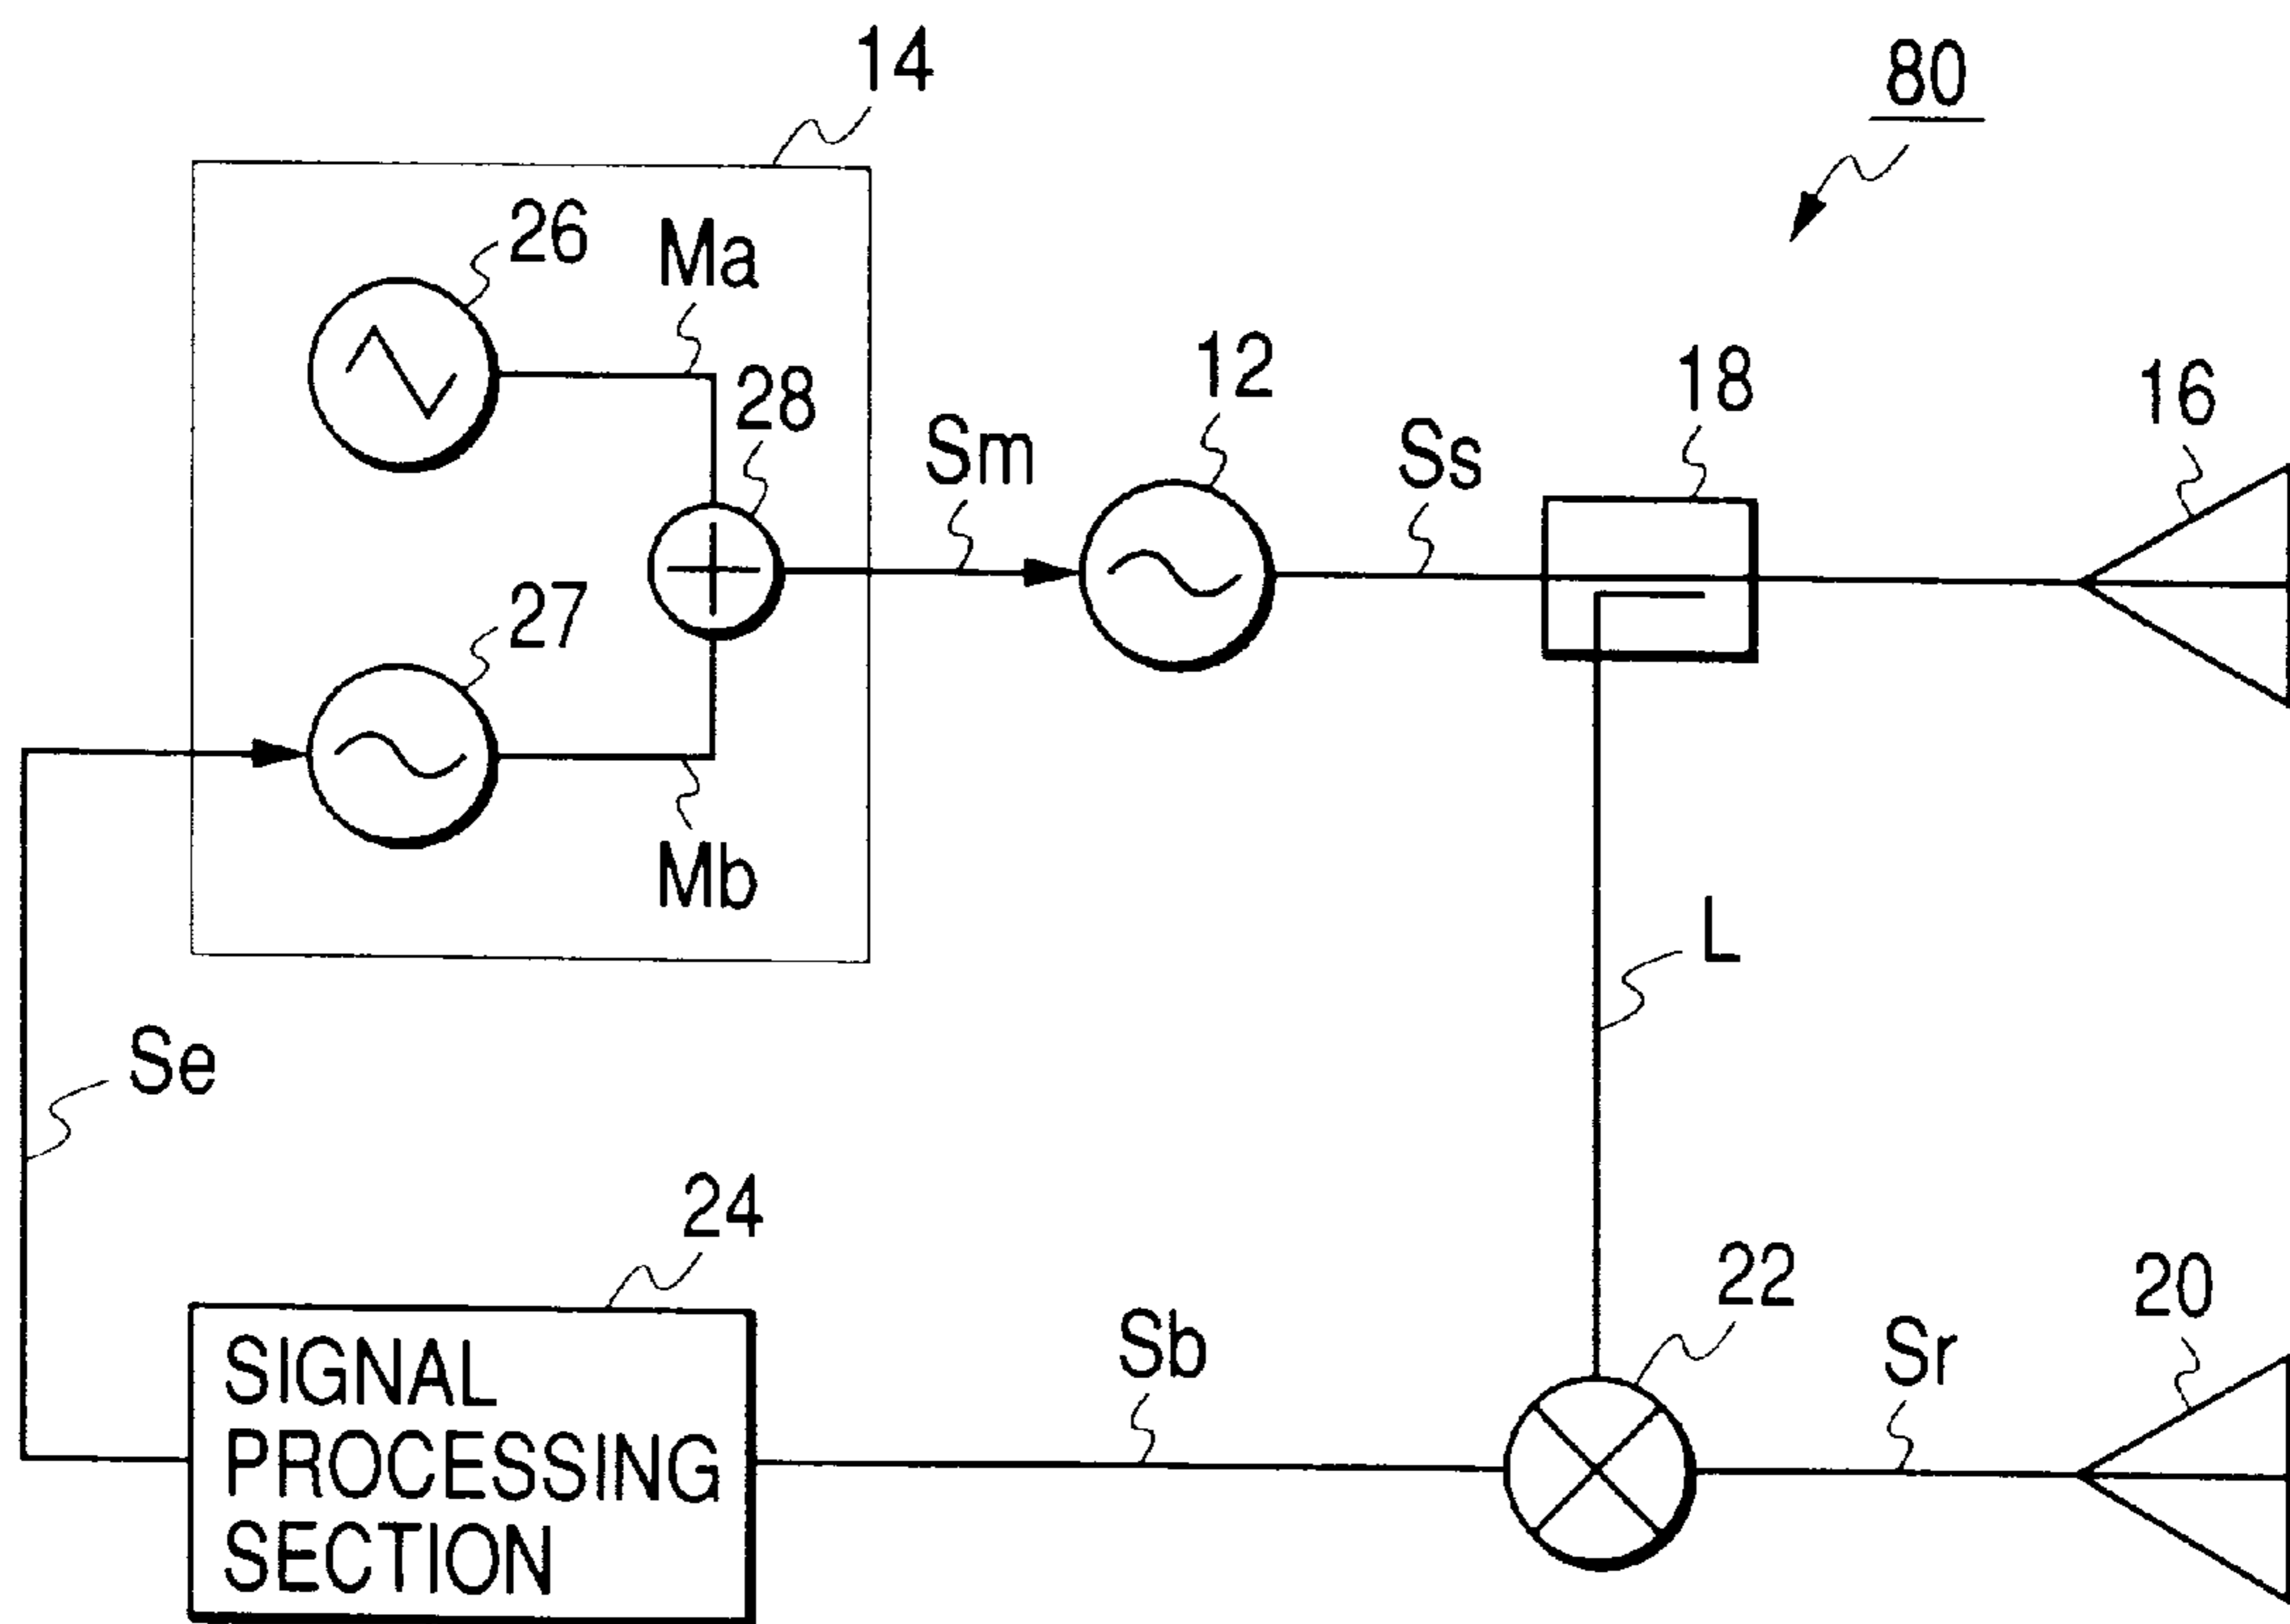 14
80
26
Ma
28
12
18
16
Sm
Ss
27
Mb
L
Se
24
22
20
Sb
Sr
SIGNAL
PROCESSING
SECTION